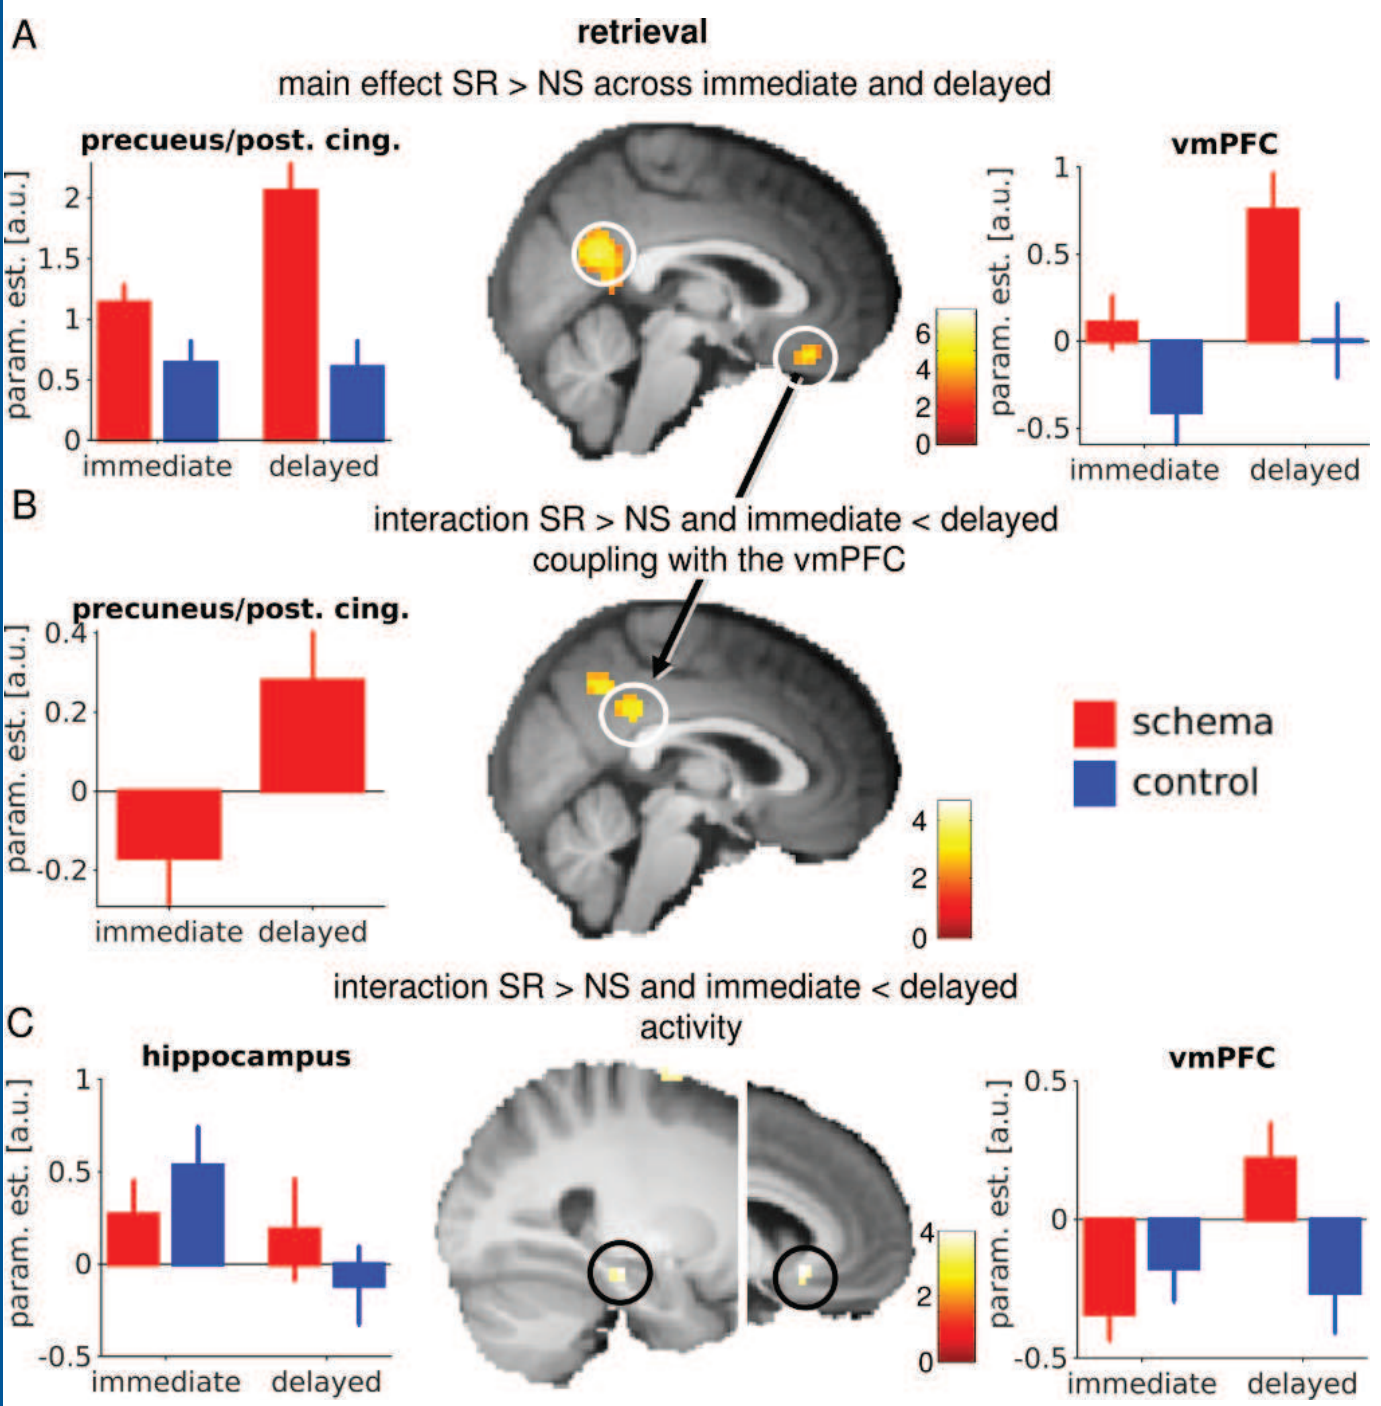 A
retrieval
main effect SR > NS across immediate and delayed
precueus/post. cing.
param. est. [a.u.]
2
1.5
1
0.5
0
immediate delayed
6
4
2
0
vmPFC
param. est. [a.u.]
1
0.5
0
-0.5
immediate delayed
B
interaction SR > NS and immediate < delayed
coupling with the vmPFC
precuneus/post. cing.
param. est. [a.u.]
0.4
0.2
0
-0.2
immediate delayed
4
2
0
schema
control
C
interaction SR > NS and immediate < delayed
activity
hippocampus
param. est. [a.u.]
1
0.5
0
-0.5
immediate delayed
4
2
0
vmPFC
param. est. [a.u.]
0.5
0
-0.5
immediate delayed